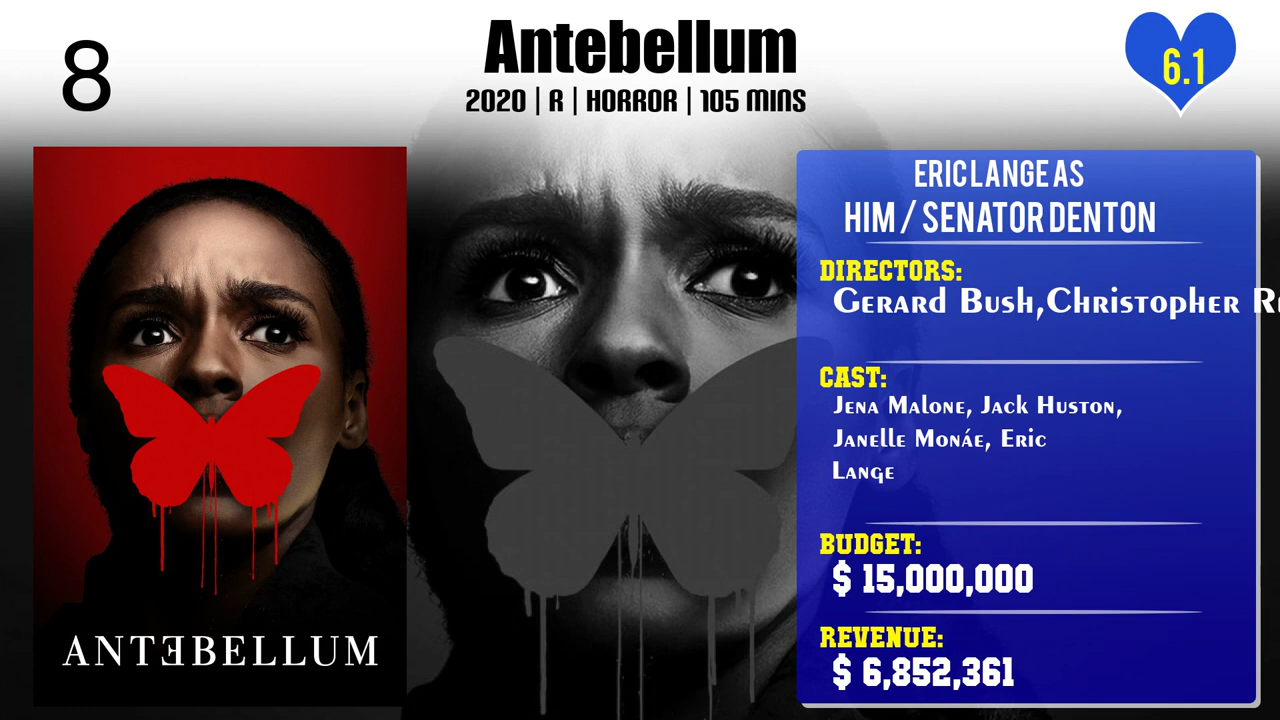 8
Antebellum
2020 | R | HORROR | 105 MINS
6.1
ANTƎBELLUM
ERIC LANGE AS
HIM / SENATOR DENTON
DIRECTORS:
Gerard Bush,Christopher R
CAST:
Jena Malone, Jack Huston,
Janelle Monáe, Eric
Lange
BUDGET:
$ 15,000,000
REVENUE:
$ 6,852,361